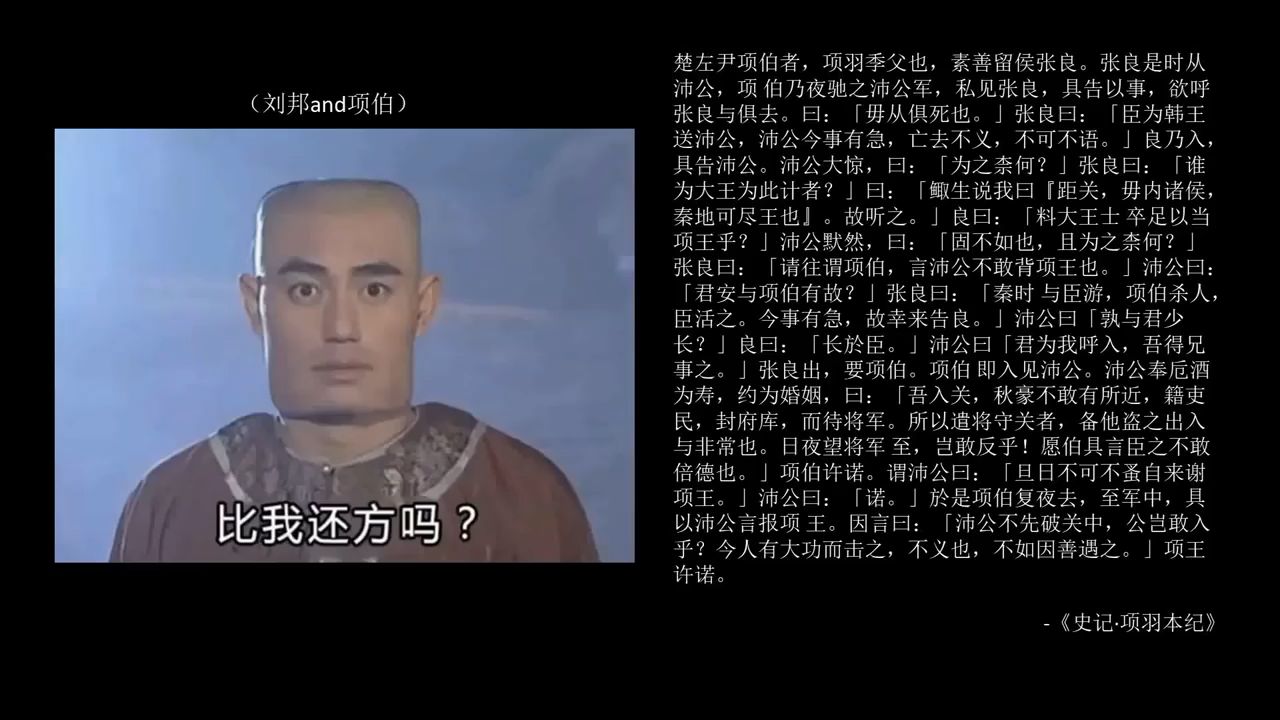 （刘邦and项伯）
比我还方吗？
楚左尹项伯者，项羽季父也，素善留侯张良。张良是时从
沛公，项 伯乃夜驰之沛公军，私见张良，具告以事，欲呼
张良与俱去。曰：「毋从俱死也。」张良曰：「臣为韩王
送沛公，沛公今事有急，亡去不义，不可不语。」良乃入，
具告沛公。沛公大惊，曰：「为之柰何？」张良曰：「谁
为大王为此计者？」曰：「鲰生说我曰『距关，毋内诸侯，
秦地可尽王也』。故听之。」良曰：「料大王士 卒足以当
项王乎？」沛公默然，曰：「固不如也，且为之柰何？」
张良曰：「请往谓项伯，言沛公不敢背项王也。」沛公曰：
「君安与项伯有故？」张良曰：「秦时 与臣游，项伯杀人，
臣活之。今事有急，故幸来告良。」沛公曰「孰与君少
长？」良曰：「长於臣。」沛公曰「君为我呼入，吾得兄
事之。」张良出，要项伯。项伯 即入见沛公。沛公奉卮酒
为寿，约为婚姻，曰：「吾入关，秋豪不敢有所近，籍吏
民，封府库，而待将军。所以遣将守关者，备他盗之出入
与非常也。日夜望将军 至，岂敢反乎！愿伯具言臣之不敢
倍德也。」项伯许诺。谓沛公曰：「旦日不可不蚤自来谢
项王。」沛公曰：「诺。」於是项伯复夜去，至军中，具
以沛公言报项 王。因言曰：「沛公不先破关中，公岂敢入
乎？今人有大功而击之，不义也，不如因善遇之。」项王
许诺。
-《史记·项羽本纪》